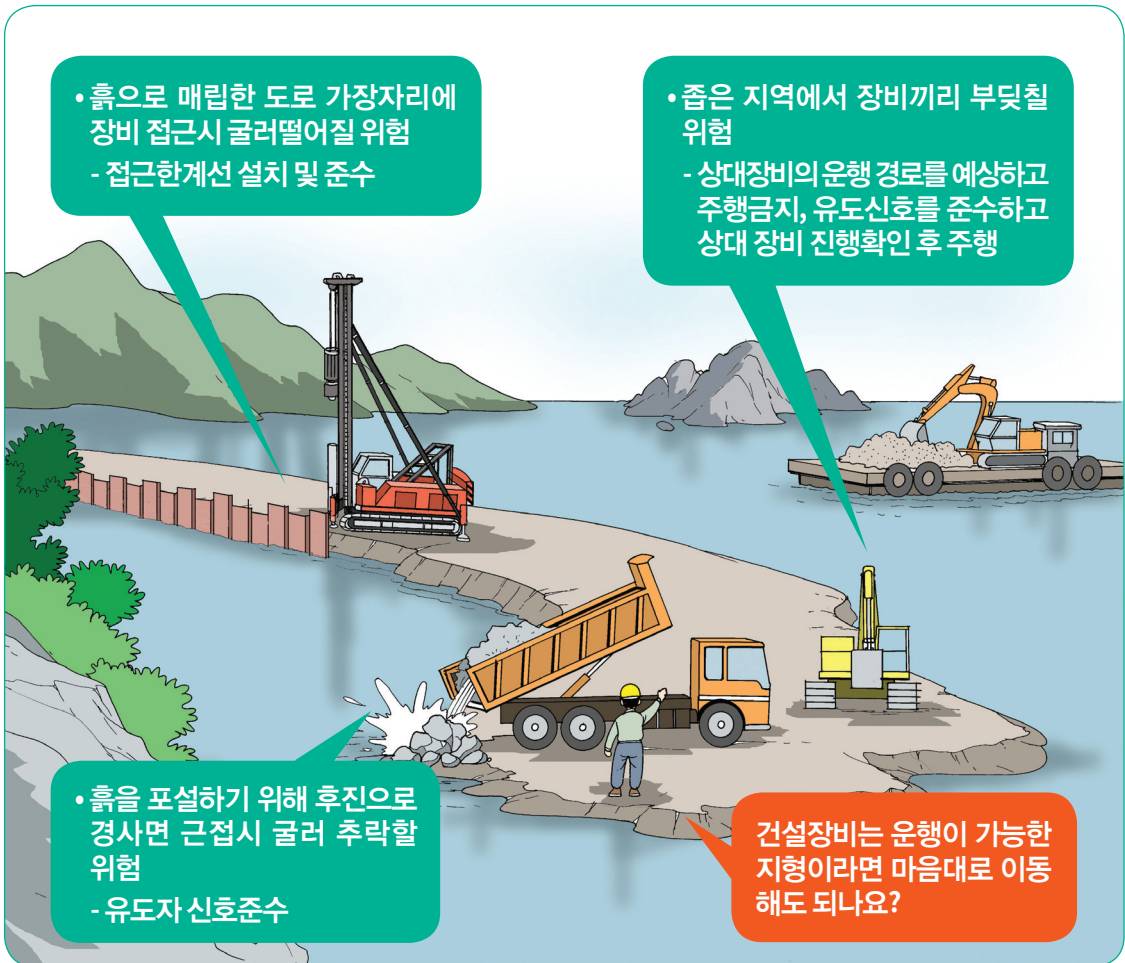 • 흙으로 매립한 도로 가장자리에
장비 접근시 굴러떨어질 위험
- 접근한계선 설치 및 준수
• 좁은 지역에서 장비끼리 부딪칠
위험
- 상대장비의 운행 경로를 예상하고
주행금지, 유도신호를 준수하고
상대 장비 진행확인 후 주행
• 흙을 포설하기 위해 후진으로
경사면 근접시 굴러 추락할
위험
- 유도자 신호준수
건설장비는 운행이 가능한
지형이라면 마음대로 이동
해도 되나요?